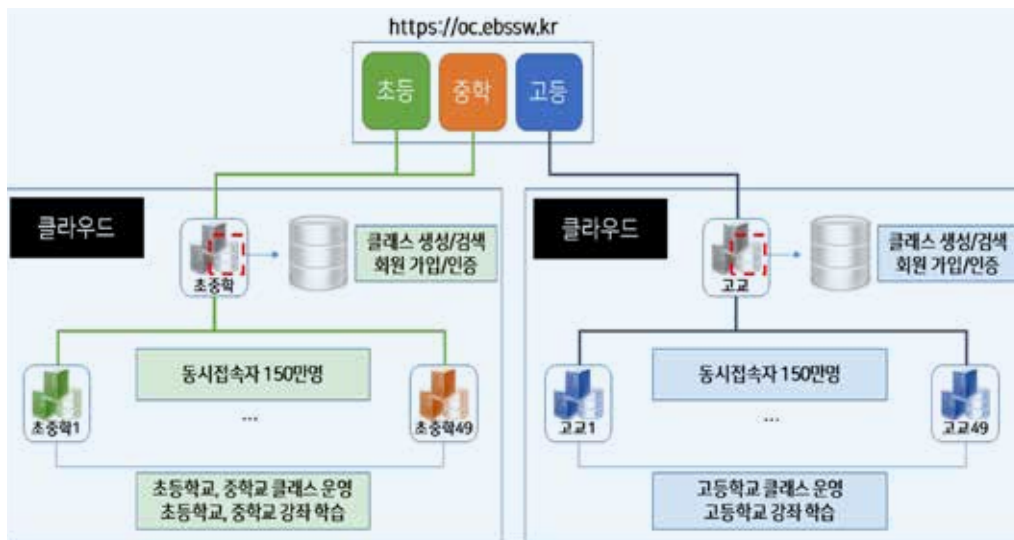 https://oc.ebssw.kr
초등
중학
고등
클라우드
초중학
클래스 생성/검색
회원 가입/인증
동시접속자 150만명
...
초중학1
초중학49
초등학교, 중학교 클래스 운영
초등학교, 중학교 강좌 학습
클라우드
고교
클래스 생성/검색
회원 가입/인증
동시접속자 150만명
...
고교1
고교49
고등학교 클래스 운영
고등학교 강좌 학습